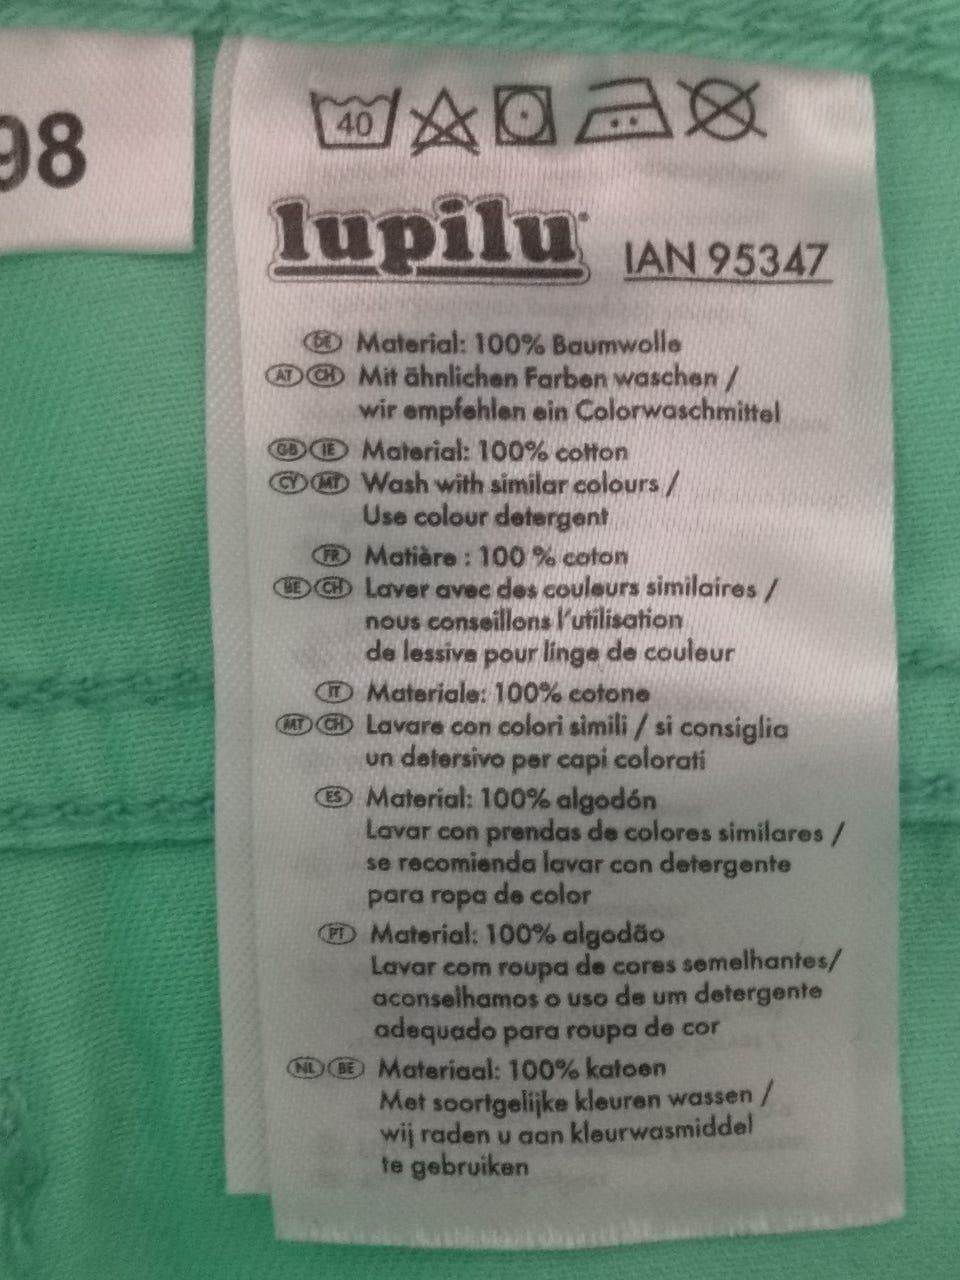 98
40
lupilu
IAN 95347
DE Material: 100% Baumwolle
AT CH Mit ähnlichen Farben waschen /
wir empfehlen ein Colorwaschmittel
GB IE Material: 100% cotton
CY MT Wash with similar colours /
Use colour detergent
FR Matière : 100 % coton
BE CH Laver avec des couleurs similaires /
nous conseillons l'utilisation
de lessive pour linge de couleur
IT Materiale: 100% cotone
MT CH Lavare con colori simili / si consiglia
un detersivo per capi colorati
ES Material: 100% algodón
Lavar con prendas de colores similares /
se recomienda lavar con detergente
para ropa de color
PT Material: 100% algodão
Lavar com roupa de cores semelhantes/
aconselhamos o uso de um detergente
adequado para roupa de cor
NL BE Materiaal: 100% katoen
Met soortgelijke kleuren wassen /
wij raden u aan kleurwasmiddel
te gebruiken